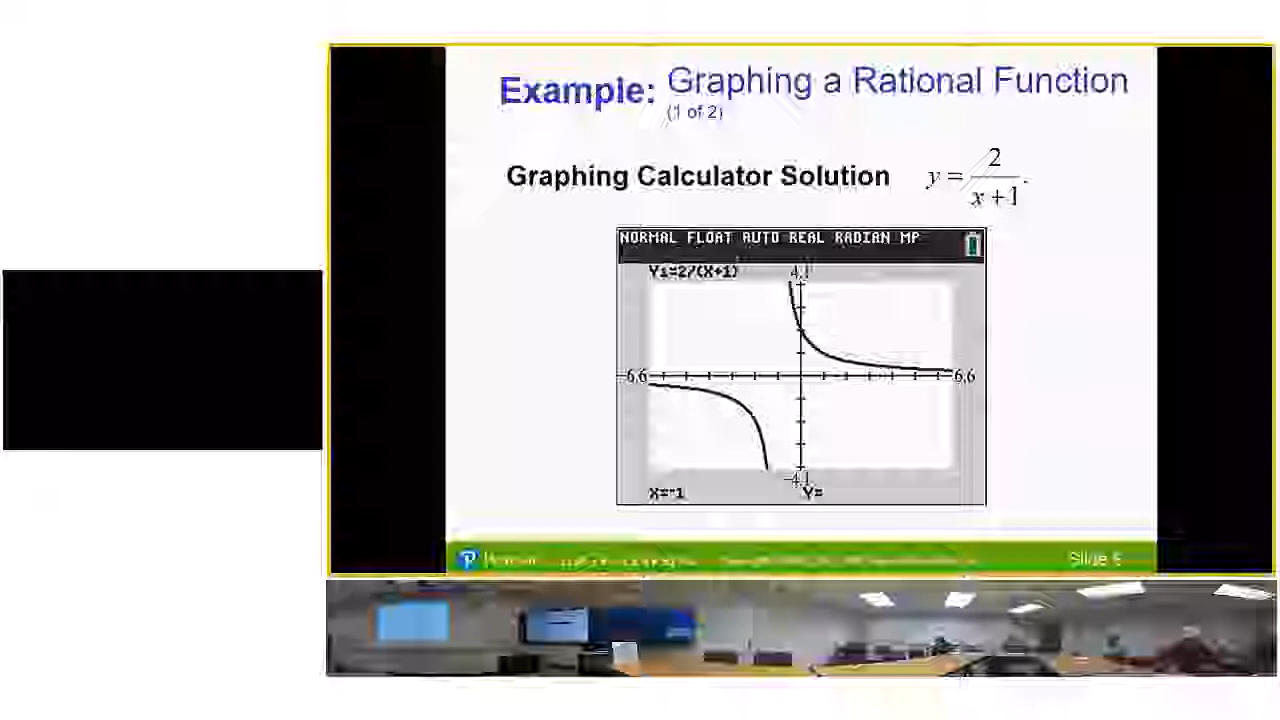 Example: Graphing a Rational Function
(1 of 2)
Graphing Calculator Solution y = 2/(x + 1).
NORMAL FLOAT AUTO REAL RADIAN MP
Y1=2/(X+1)
4.1
-6.6
6.6
-4.1
X=-1 Y=
Pearson
Slide